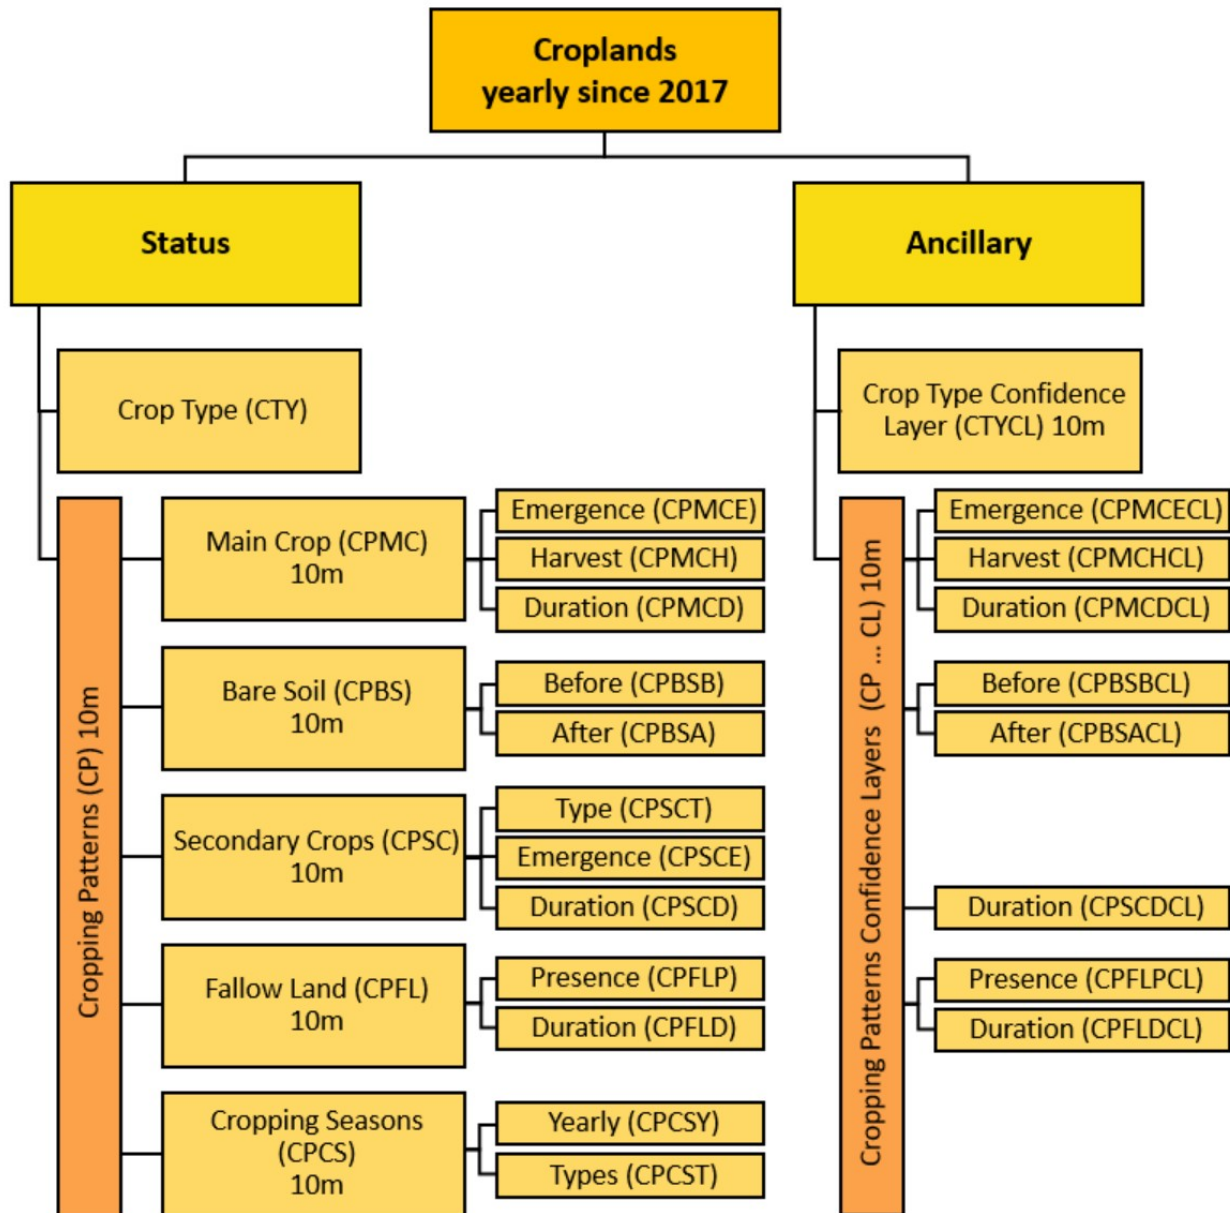 Croplands
yearly since 2017
Status
Crop Type (CTY)
Cropping Patterns (CP) 10m
Main Crop (CPMC)
10m
Emergence (CPMCE)
Harvest (CPMCH)
Duration (CPMCD)
Bare Soil (CPBS)
10m
Before (CPBSB)
After (CPBSA)
Secondary Crops (CPSC)
10m
Type (CPSCT)
Emergence (CPSCE)
Duration (CPSCD)
Fallow Land (CPFL)
10m
Presence (CPFLP)
Duration (CPFLD)
Cropping Seasons
(CPCS)
10m
Yearly (CPCSY)
Types (CPCST)
Ancillary
Crop Type Confidence
Layer (CTYCL) 10m
Cropping Patterns Confidence Layers (CP ... CL) 10m
Emergence (CPMCECL)
Harvest (CPMCHCL)
Duration (CPMCDCL)
Before (CPBSBCL)
After (CPBSACL)
Duration (CPSCDCL)
Presence (CPFLPCL)
Duration (CPFLDCL)